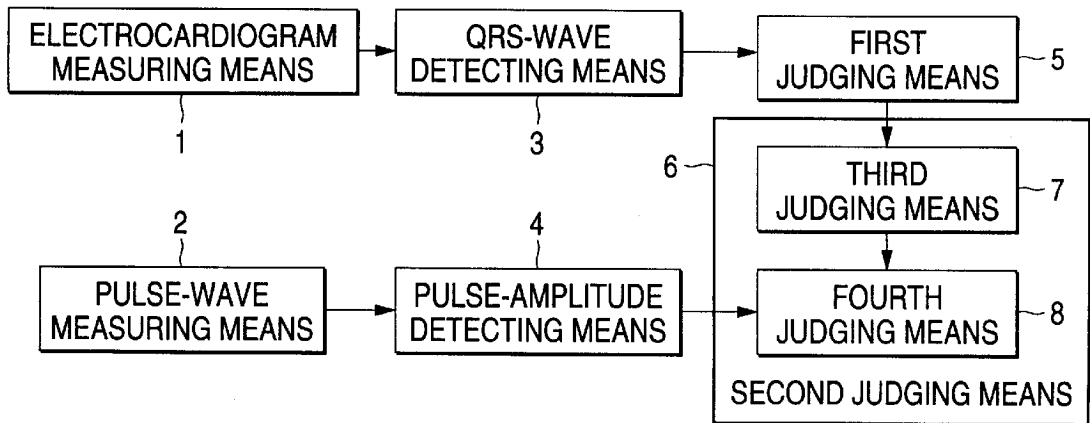 ELECTROCARDIOGRAM
MEASURING MEANS
1
QRS-WAVE
DETECTING MEANS
3
FIRST
JUDGING MEANS
5
6
THIRD
JUDGING MEANS
7
2
PULSE-WAVE
MEASURING MEANS
4
PULSE-AMPLITUDE
DETECTING MEANS
FOURTH
JUDGING MEANS
8
SECOND JUDGING MEANS